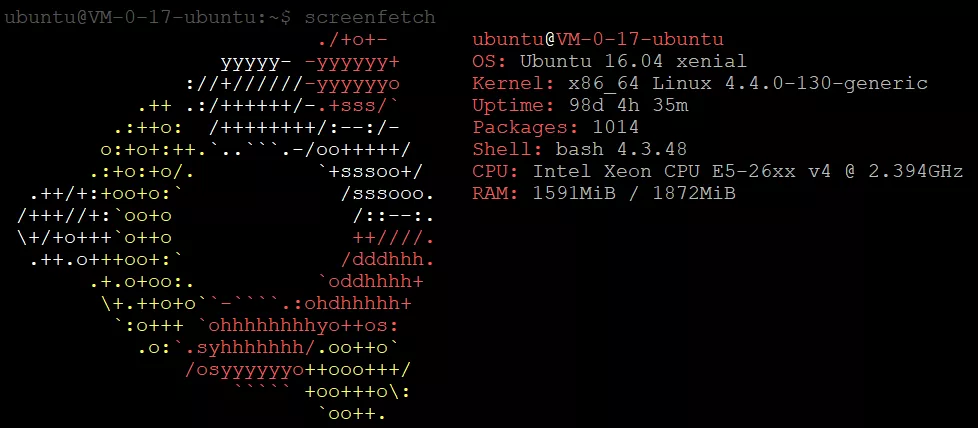 ubuntu@VM-0-17-ubuntu:~$ screenfetch
./+o+- ubuntu@VM-0-17-ubuntu
yyyyy- -yyyyyy+ OS: Ubuntu 16.04 xenial
://+//////-yyyyyyo Kernel: x86_64 Linux 4.4.0-130-generic
.++ .:/++++++/-.+sss/` Uptime: 98d 4h 35m
.:++o: /++++++++/:--:/- Packages: 1014
o:+o+:++.`..```.-/oo+++++/ Shell: bash 4.3.48
.:+o:+o/. `+sssoo+/ CPU: Intel Xeon CPU E5-26xx v4 @ 2.394GHz
.++/+:+oo+o:` /sssooo. RAM: 1591MiB / 1872MiB
/+++//+:`oo+o /::--:.
\+/+o+++`o++o ++////.
.++.o+++oo+:` /dddhhh.
.+.o+oo:. `oddhhhh+
\+.++o+o``-````.:ohdhhhhh+
`:o+++ `ohhhhhhhhyo++os:
.o:`.syhhhhhhh/.oo++o`
/osyyyyyyo++ooo+++/
````` +oo+++o\:
`oo++.